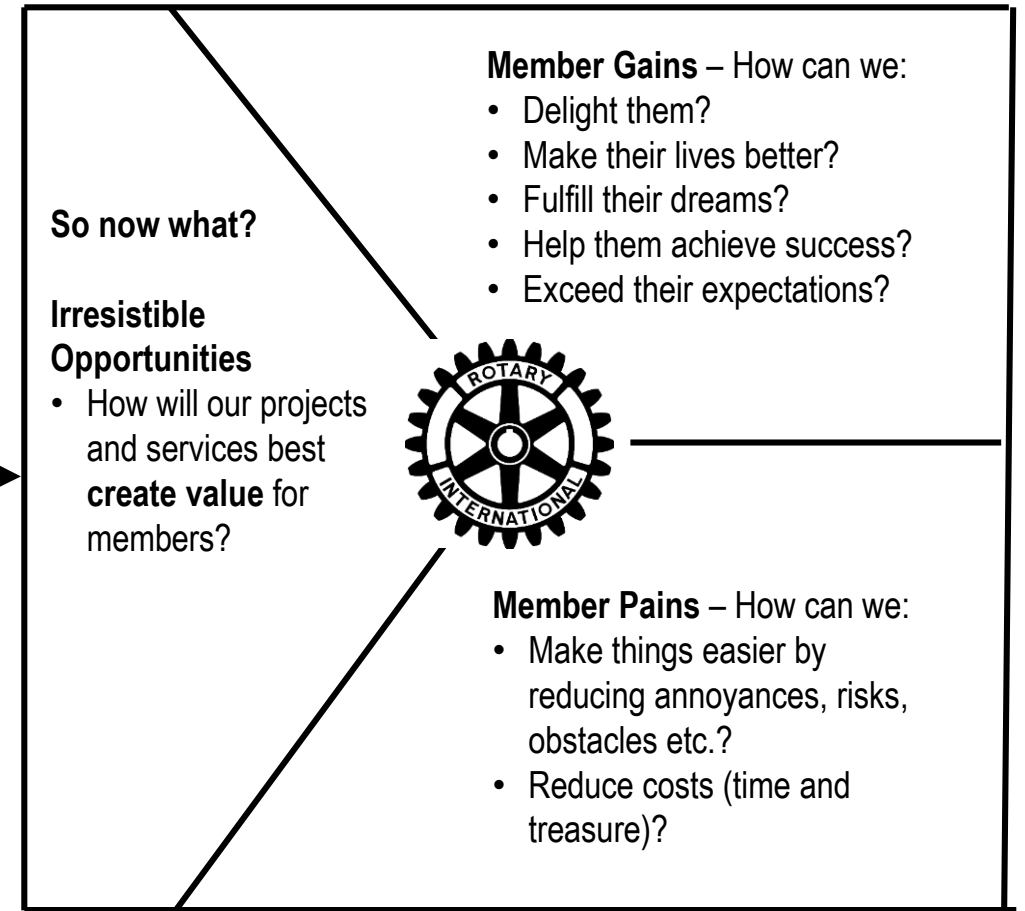 So now what?
Irresistible
Opportunities
• How will our projects
and services best
create value for
members?
Member Gains – How can we:
• Delight them?
• Make their lives better?
• Fulfill their dreams?
• Help them achieve success?
• Exceed their expectations?
ROTARY
INTERNATIONAL
Member Pains – How can we:
• Make things easier by
reducing annoyances, risks,
obstacles etc.?
• Reduce costs (time and
treasure)?